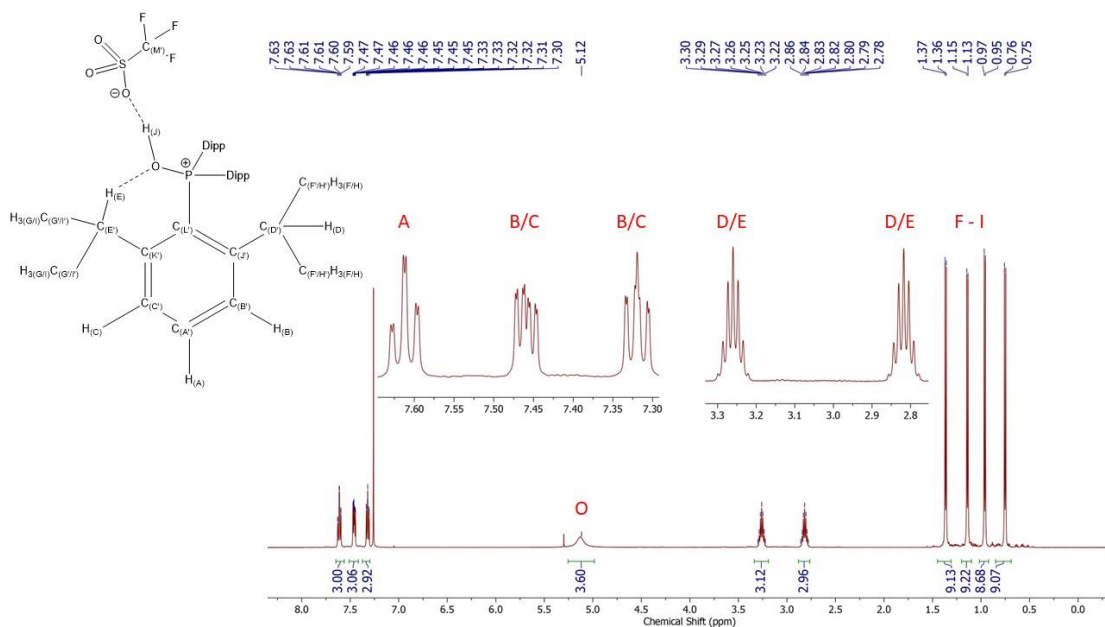 7.63 7.63 7.61 7.61 7.60 7.59 7.47 7.47 7.46 7.46 7.46 7.45 7.45 7.45 7.33 7.33 7.32 7.32 7.31 7.30
5.12
3.30 3.29 3.27 3.26 3.25 3.23 3.22 2.86 2.84 2.83 2.82 2.80 2.79 2.78
1.37 1.36 1.15 1.13 0.97 0.95 0.76 0.75
F
F
O
C(M')
F
S
O
⊖O
H(J)
O
P
⊕
Dipp
Dipp
H(E)
C(F'/H')H3(F/H)
H3(G/I)C(G'/I')
C(E')
C(L')
C(D')
H(D)
H3(G/I)C(G'/I')
C(K')
C(J')
C(F'/H')H3(F/H)
C(C')
C(B')
H(C)
C(A')
H(B)
H(A)
A B/C B/C D/E D/E F - I
7.60 7.55 7.50 7.45 7.40 7.35 7.30
3.3 3.2 3.1 3.0 2.9 2.8
O
3.00 3.06 2.92 3.60 3.12 2.96 9.13 9.22 8.68 9.07
8.0 7.5 7.0 6.5 6.0 5.5 5.0 4.5 4.0 3.5 3.0 2.5 2.0 1.5 1.0 0.5 0.0
Chemical Shift (ppm)